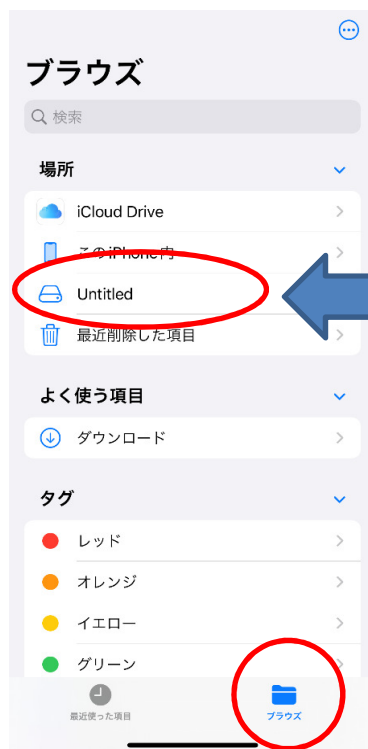 ブラウズ
検索
場所
iCloud Drive
このiPhone内
Untitled
最近削除した項目
よく使う項目
ダウンロード
タグ
レッド
オレンジ
イエロー
グリーン
最近使った項目
ブラウズ